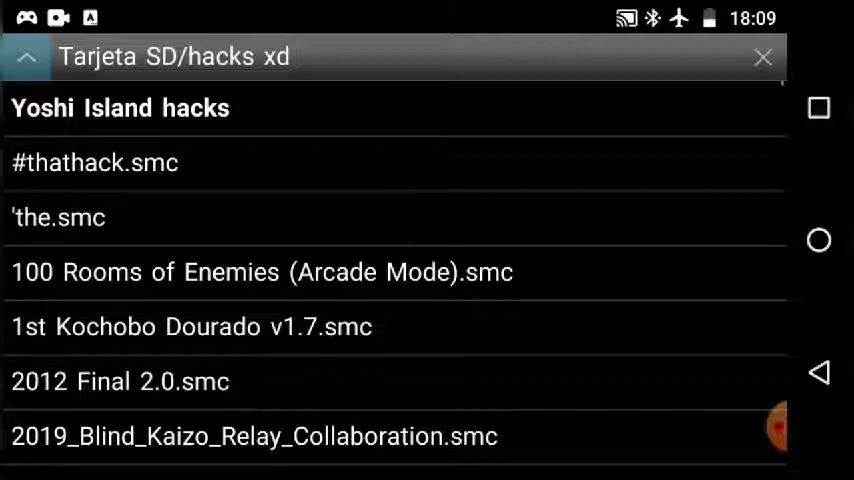 A
18:09
Tarjeta SD/hacks xd
Yoshi Island hacks
#thathack.smc
'the.smc
100 Rooms of Enemies (Arcade Mode).smc
1st Kochobo Dourado v1.7.smc
2012 Final 2.0.smc
2019_Blind_Kaizo_Relay_Collaboration.smc